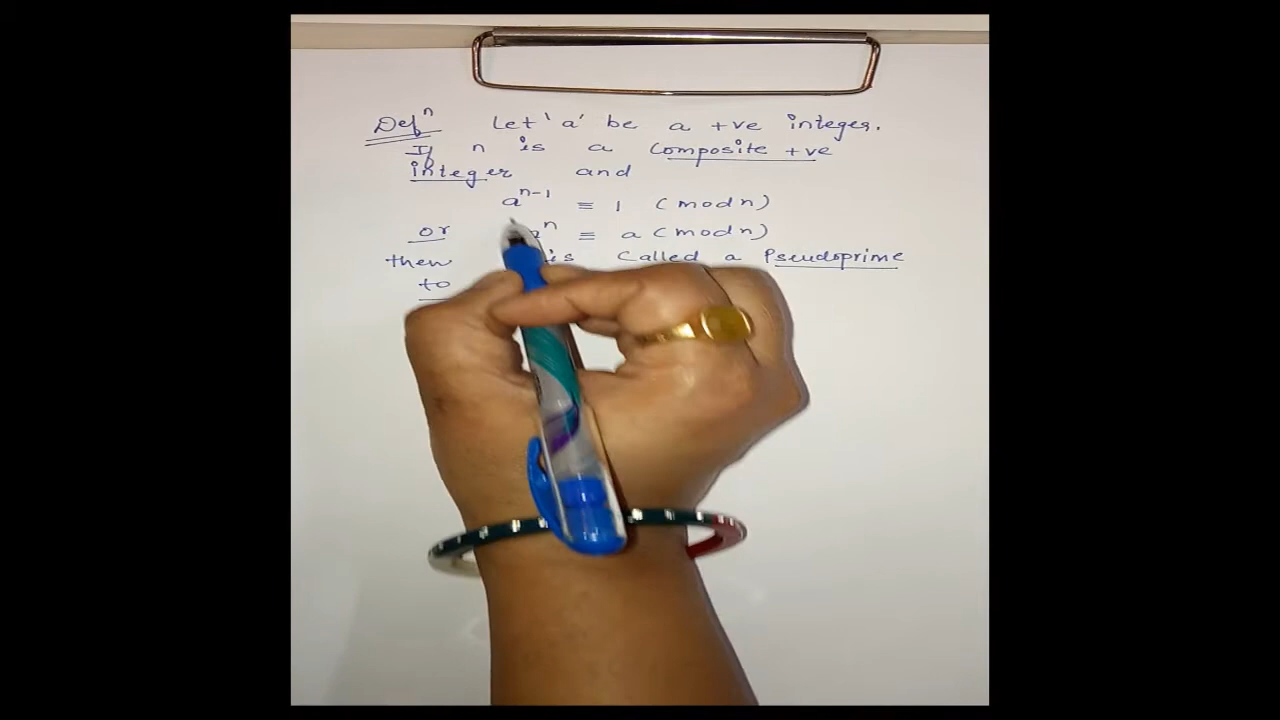 Defⁿ Let 'a' be a +ve integer.
If n is a composite +ve
integer and
a^{n-1} ≡ 1 (mod n)
or aⁿ ≡ a (mod n)
then is called a Pseudoprime
to